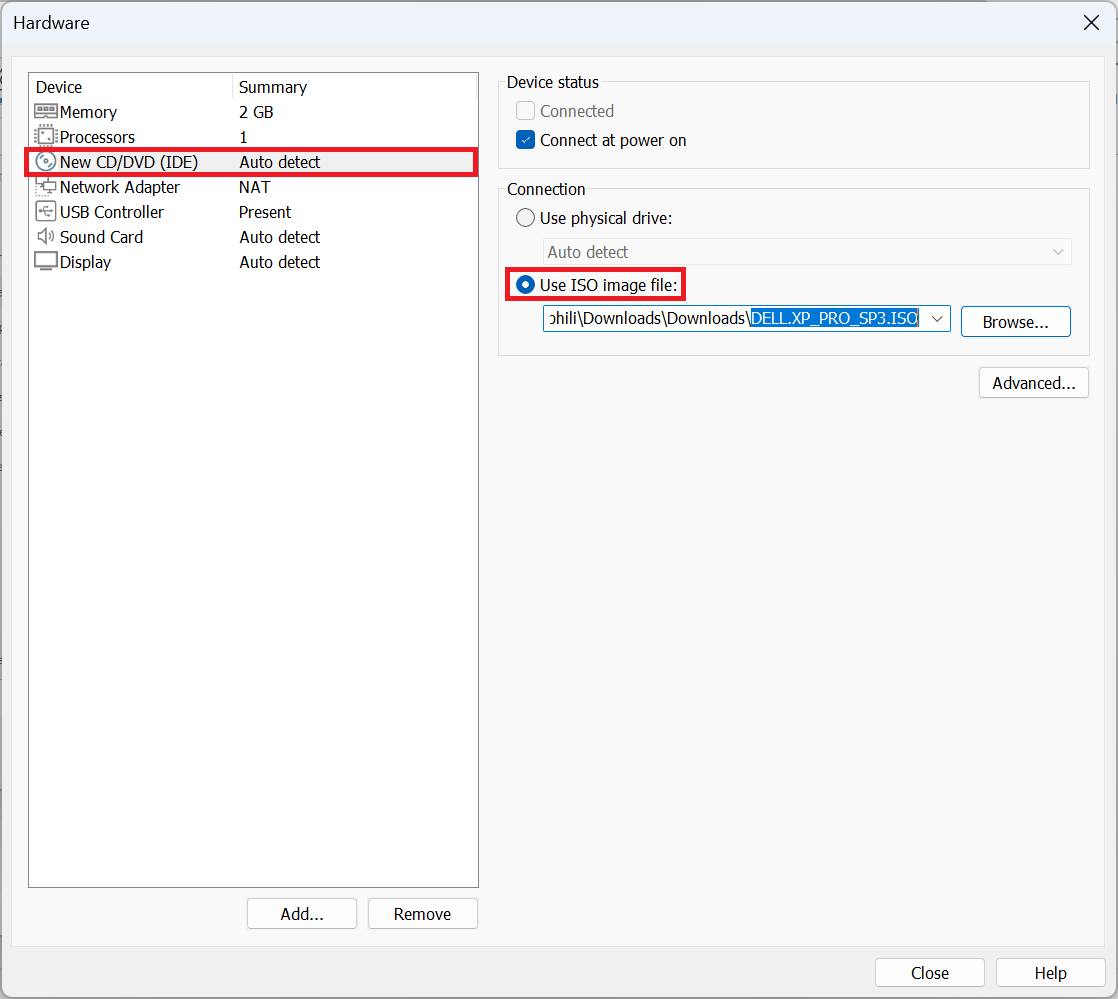 Hardware
Device Summary
Memory 2 GB
Processors 1
New CD/DVD (IDE) Auto detect
Network Adapter NAT
USB Controller Present
Sound Card Auto detect
Display Auto detect
Add... Remove
Device status
Connected
Connect at power on
Connection
Use physical drive:
Auto detect
Use ISO image file:
phili\Downloads\Downloads\DELL.XP_PRO_SP3.ISO Browse...
Advanced...
Close Help